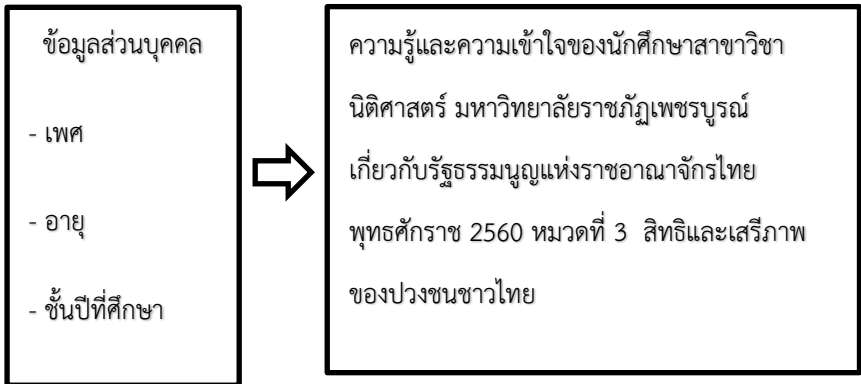 ข้อมูลส่วนบุคคล
- เพศ
- อายุ
- ชั้นปีที่ศึกษา
ความรู้และความเข้าใจของนักศึกษาสาขาวิชา
นิติศาสตร์ มหาวิทยาลัยราชภัฏเพชรบูรณ์
เกี่ยวกับรัฐธรรมนูญแห่งราชอาณาจักรไทย
พุทธศักราช 2560 หมวดที่ 3 สิทธิและเสรีภาพ
ของปวงชนชาวไทย